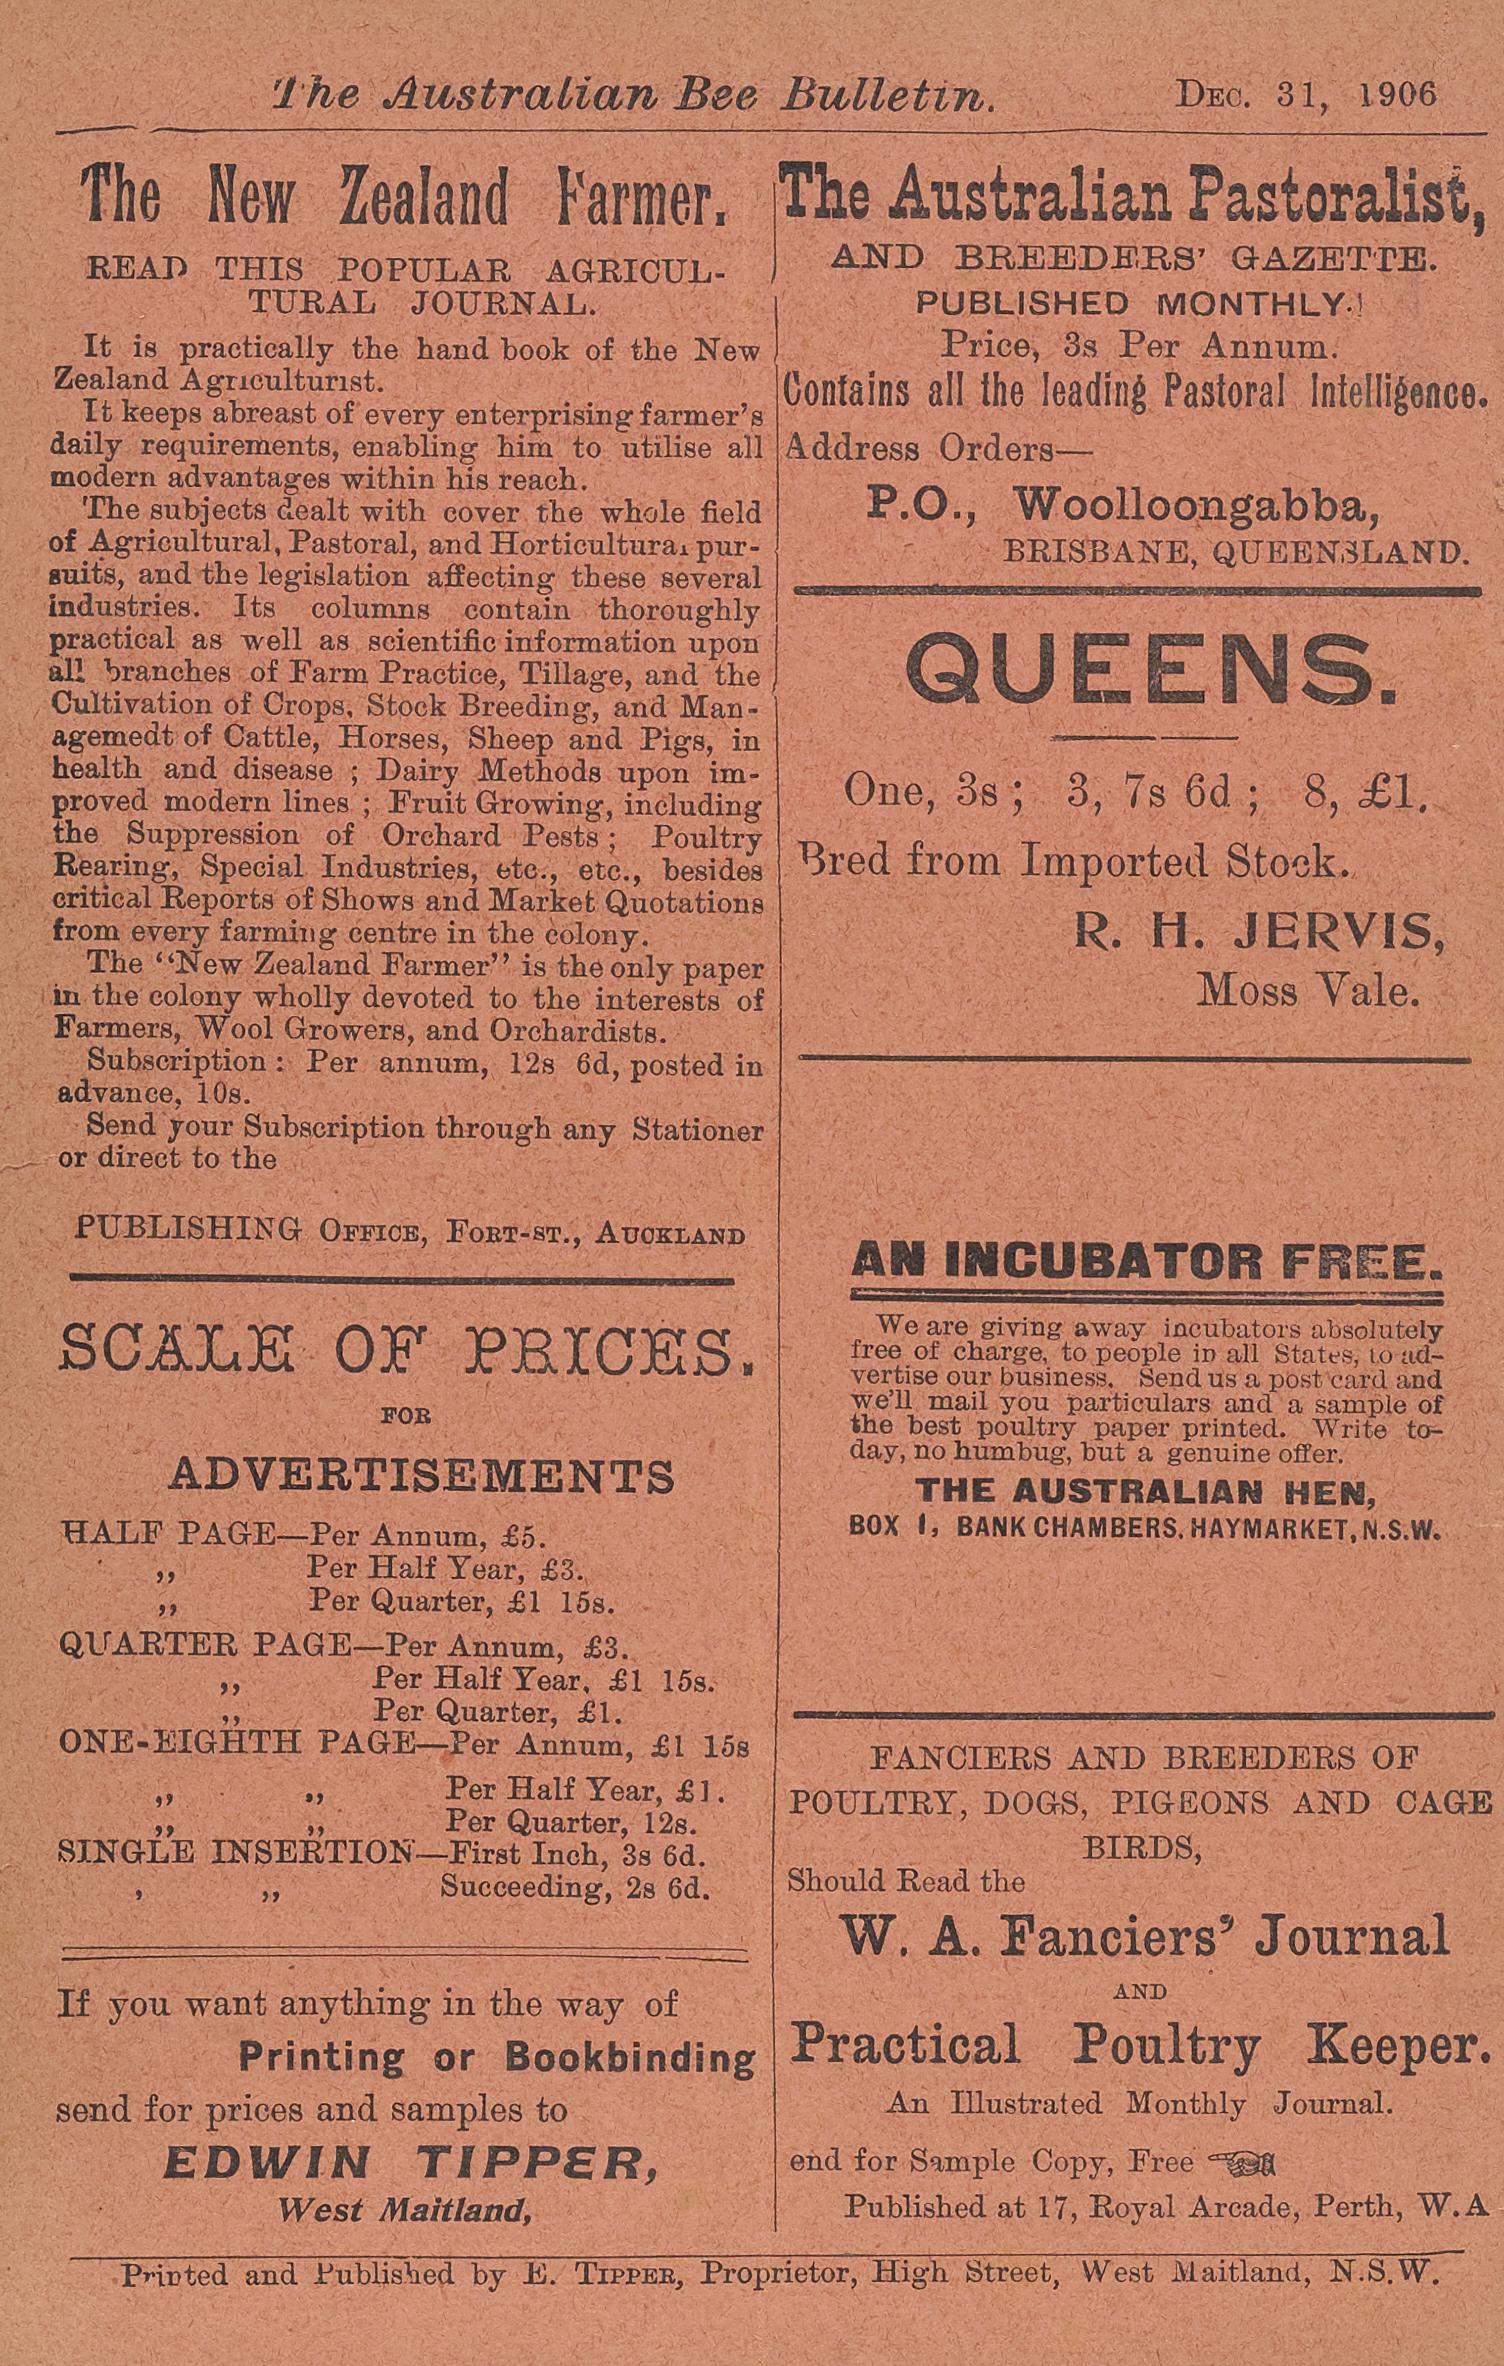 The Australian Bee Bulletin. DEC. 31, 1906
The New Zealand Farmer.
READ THIS POPULAR AGRICUL-
TURAL JOURNAL.
It is practically the hand book of the New
Zealand Agriculturist.
It keeps abreast of every enterprising farmer's
daily requirements, enabling him to utilise all
modern advantages within his reach.
The subjects dealt with cover the whole field
of Agricultural, Pastoral, and Horticultural pur-
suits, and the legislation affecting these several
industries. Its columns contain thoroughly
practical as well as scientific information upon
all branches of Farm Practice, Tillage, and the
Cultivation of Crops, Stock Breeding, and Man-
agemedt of Cattle, Horses, Sheep and Pigs, in
health and disease ; Dairy Methods upon im-
proved modern lines ; Fruit Growing, including
the Suppression of Orchard Pests ; Poultry
Rearing, Special Industries, etc., etc., besides
critical Reports of Shows and Market Quotations
from every farming centre in the colony.
The "New Zealand Farmer" is the only paper
in the colony wholly devoted to the interests of
Farmers, Wool Growers, and Orchardists.
Subscription : Per annum, 12s 6d, posted in
advance, 10s.
Send your Subscription through any Stationer
or direct to the
PUBLISHING OFFICE, FORT-ST., AUCKLAND
SCALE OF PRICES.
FOR
ADVERTISEMENTS
HALF PAGE—Per Annum, £5.
,, Per Half Year, £3.
,, Per Quarter, £1 15s.
QUARTER PAGE—Per Annum, £3.
,, Per Half Year, £1 15s.
,, Per Quarter, £1.
ONE-EIGHTH PAGE—Per Annum, £1 15s
,, ,, Per Half Year, £1.
,, ,, Per Quarter, 12s.
SINGLE INSERTION—First Inch, 3s 6d.
, ,, Succeeding, 2s 6d.
If you want anything in the way of
Printing or Bookbinding
send for prices and samples to
EDWIN TIPPER,
West Maitland,
The Australian Pastoralist,
AND BREEDERS' GAZETTE.
PUBLISHED MONTHLY.
Price, 3s Per Annum.
Contains all the leading Pastoral Intelligence.
Address Orders—
P.O., Woolloongabba,
BRISBANE, QUEENSLAND.
QUEENS.
One, 3s ; 3, 7s 6d ; 8, £1.
Bred from Imported Stock.
R. H. JERVIS,
Moss Vale.
AN INCUBATOR FREE.
We are giving away incubators absolutely
free of charge, to people in all States, to ad-
vertise our business. Send us a post card and
we'll mail you particulars and a sample of
the best poultry paper printed. Write to-
day, no humbug, but a genuine offer.
THE AUSTRALIAN HEN,
BOX 1, BANK CHAMBERS, HAYMARKET, N.S.W.
FANCIERS AND BREEDERS OF
POULTRY, DOGS, PIGEONS AND CAGE
BIRDS,
Should Read the
W. A. Fanciers' Journal
AND
Practical Poultry Keeper.
An Illustrated Monthly Journal.
end for Sample Copy, Free
Published at 17, Royal Arcade, Perth, W.A
Printed and Published by E. TIPPER, Proprietor, High Street, West Maitland, N.S.W.